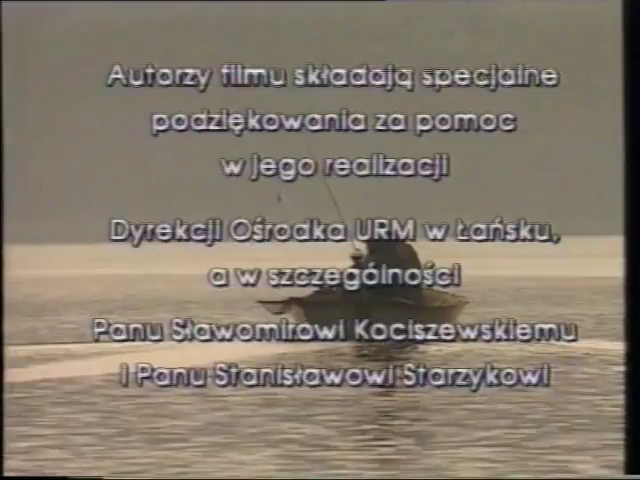 Autorzy filmu składają specjalne
podziękowania za pomoc
w jego realizacji
Dyrekcji Ośrodka URM w Łańsku,
a w szczególności
Panu Sławomirowi Kociszewskiemu
i Panu Stanisławowi Starzykowi